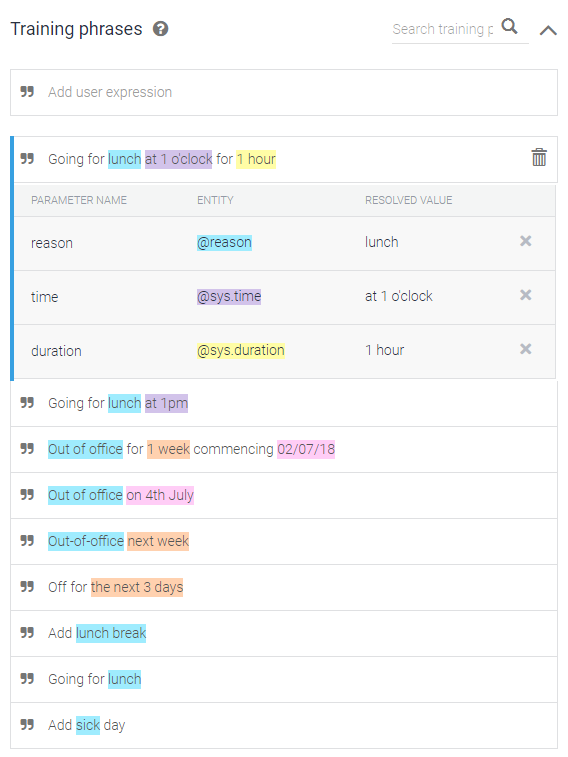 Training phrases
Search training p
Add user expression
Going for lunch at 1 o'clock for 1 hour
PARAMETER NAME ENTITY RESOLVED VALUE
reason @reason lunch
time @sys.time at 1 o'clock
duration @sys.duration 1 hour
Going for lunch at 1pm
Out of office for 1 week commencing 02/07/18
Out of office on 4th July
Out-of-office next week
Off for the next 3 days
Add lunch break
Going for lunch
Add sick day